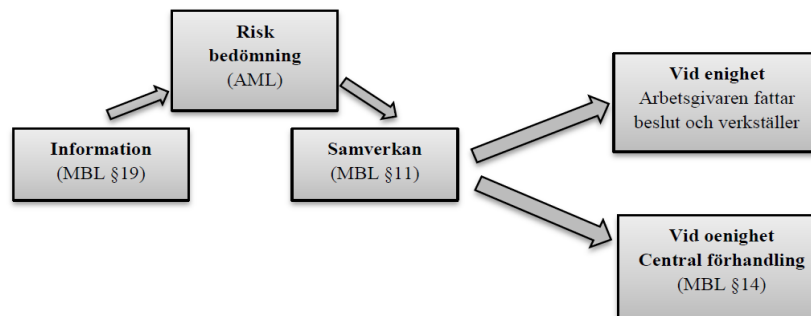 Risk
bedömning
(AML)
Information
(MBL §19)
Samverkan
(MBL §11)
Vid enighet
Arbetsgivaren fattar
beslut och verkställer
Vid oenighet
Central förhandling
(MBL §14)